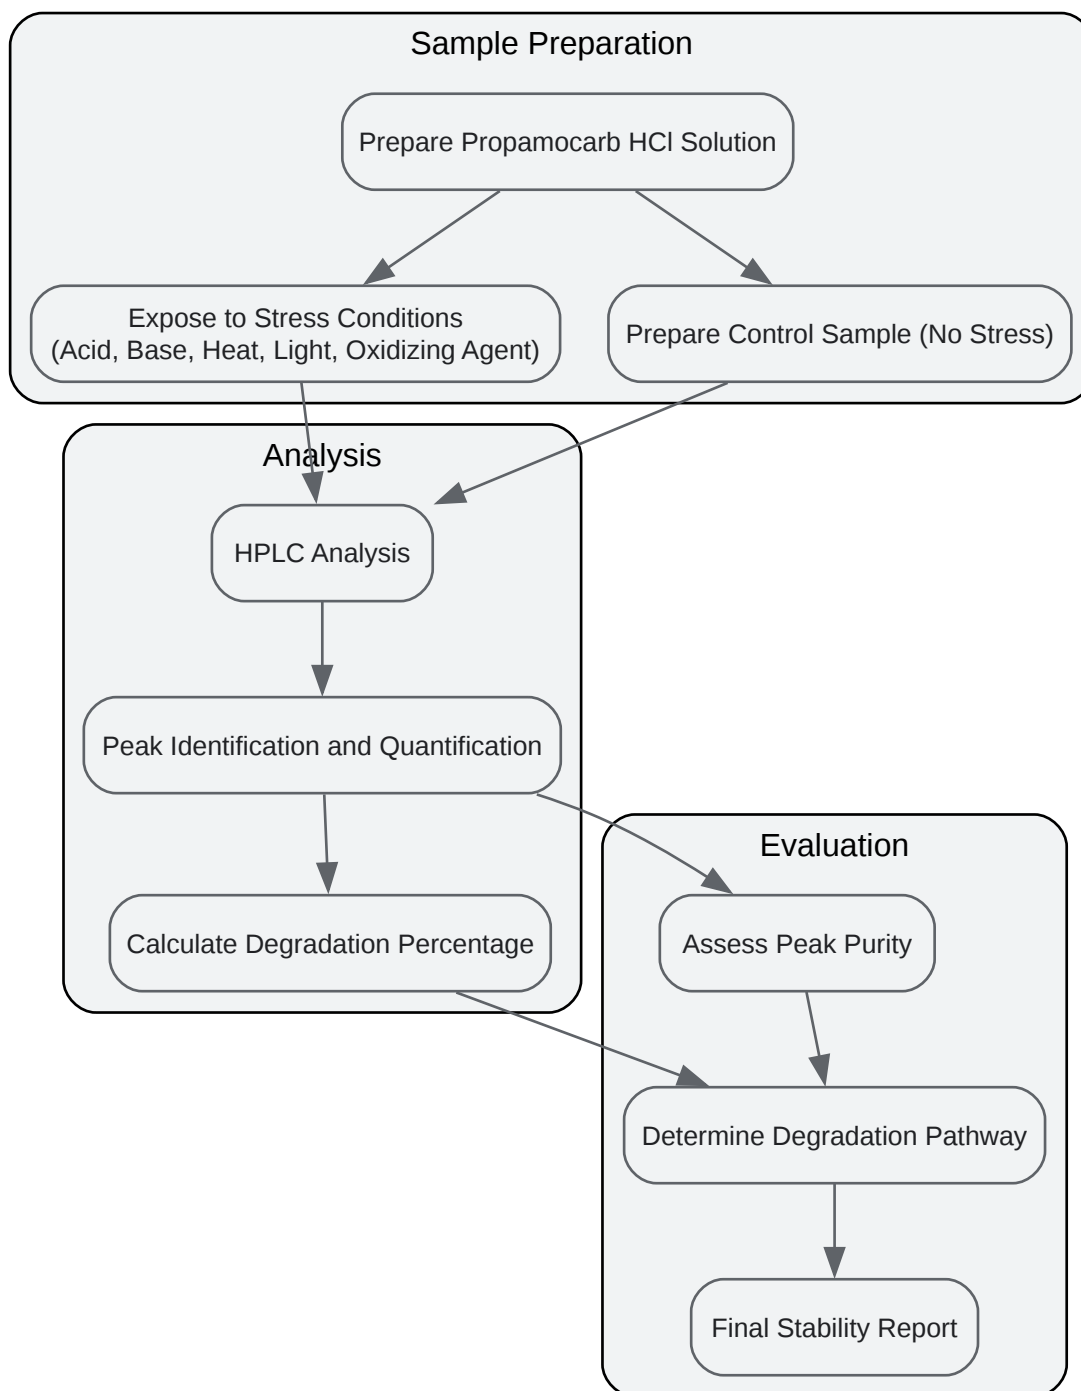 Sample Preparation
Prepare Propamocarb HCl Solution
Expose to Stress Conditions
(Acid, Base, Heat, Light, Oxidizing Agent)
Prepare Control Sample (No Stress)
Analysis
HPLC Analysis
Peak Identification and Quantification
Calculate Degradation Percentage
Evaluation
Assess Peak Purity
Determine Degradation Pathway
Final Stability Report